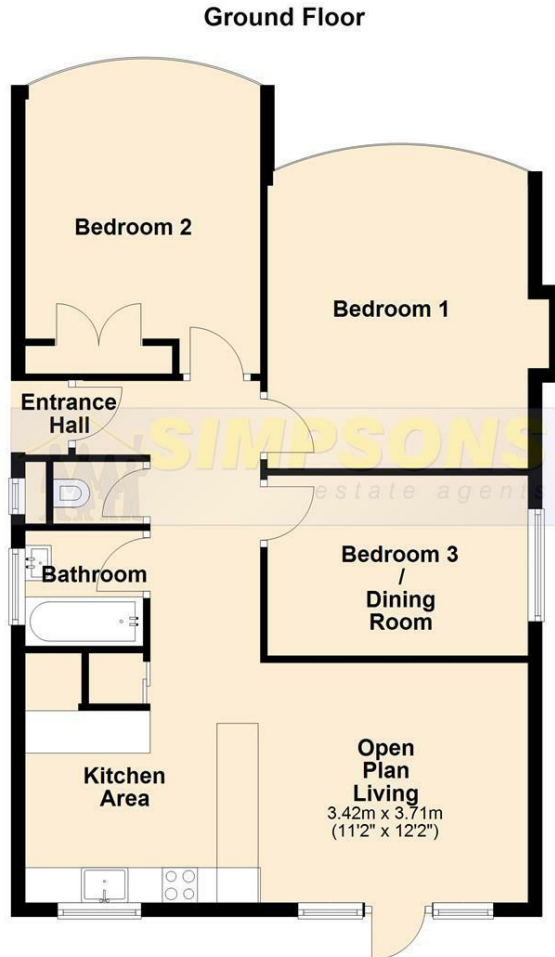 Ground Floor
Bedroom 2
Bedroom 1
Entrance
Hall
SIMPSONS
estate agents
Bathroom
Bedroom 3
/
Dining
Room
Kitchen
Area
Open
Plan
Living
3.42m x 3.71m
(11'2" x 12'2")